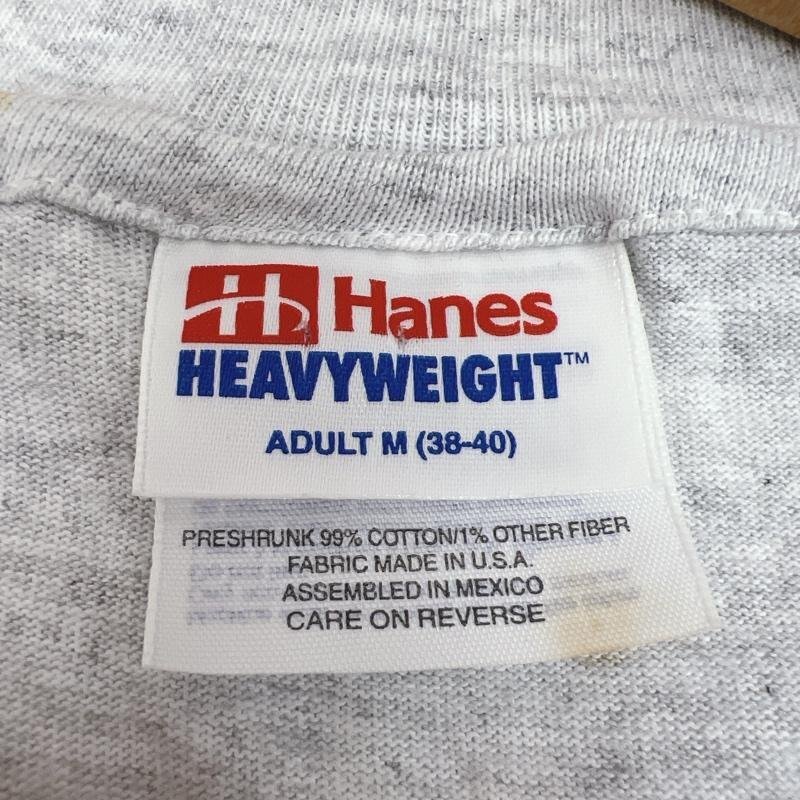 H Hanes
HEAVYWEIGHT™
ADULT M (38-40)
PRESHRUNK 99% COTTON/1% OTHER FIBER
FABRIC MADE IN U.S.A.
ASSEMBLED IN MEXICO
CARE ON REVERSE